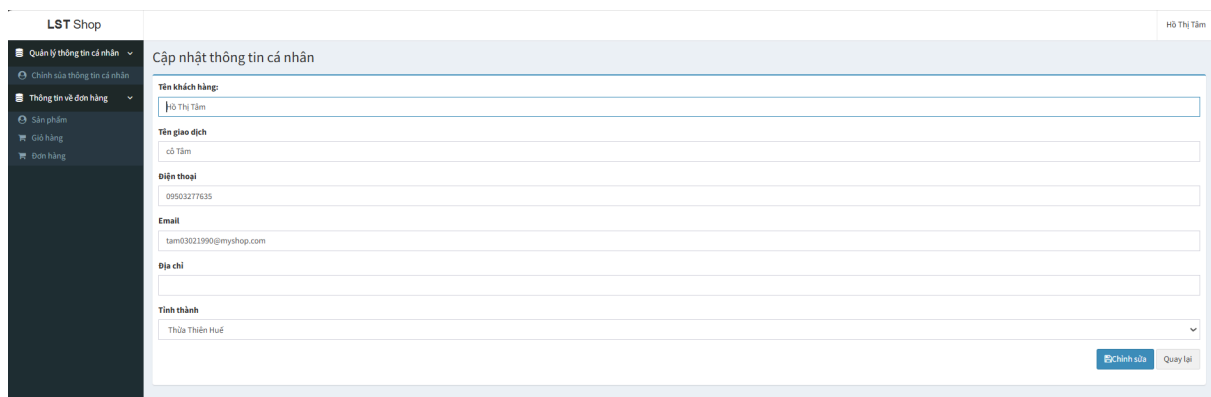 LST Shop
Hồ Thị Tâm
Quản lý thông tin cá nhân
Chỉnh sửa thông tin cá nhân
Thông tin về đơn hàng
Sản phẩm
Giỏ hàng
Đơn hàng
Cập nhật thông tin cá nhân
Tên khách hàng:
Hồ Thị Tâm
Tên giao dịch
cô Tâm
Điện thoại
09503277635
Email
tam03021990@myshop.com
Địa chỉ
Tỉnh thành
Thừa Thiên Huế
Chỉnh sửa Quay lại